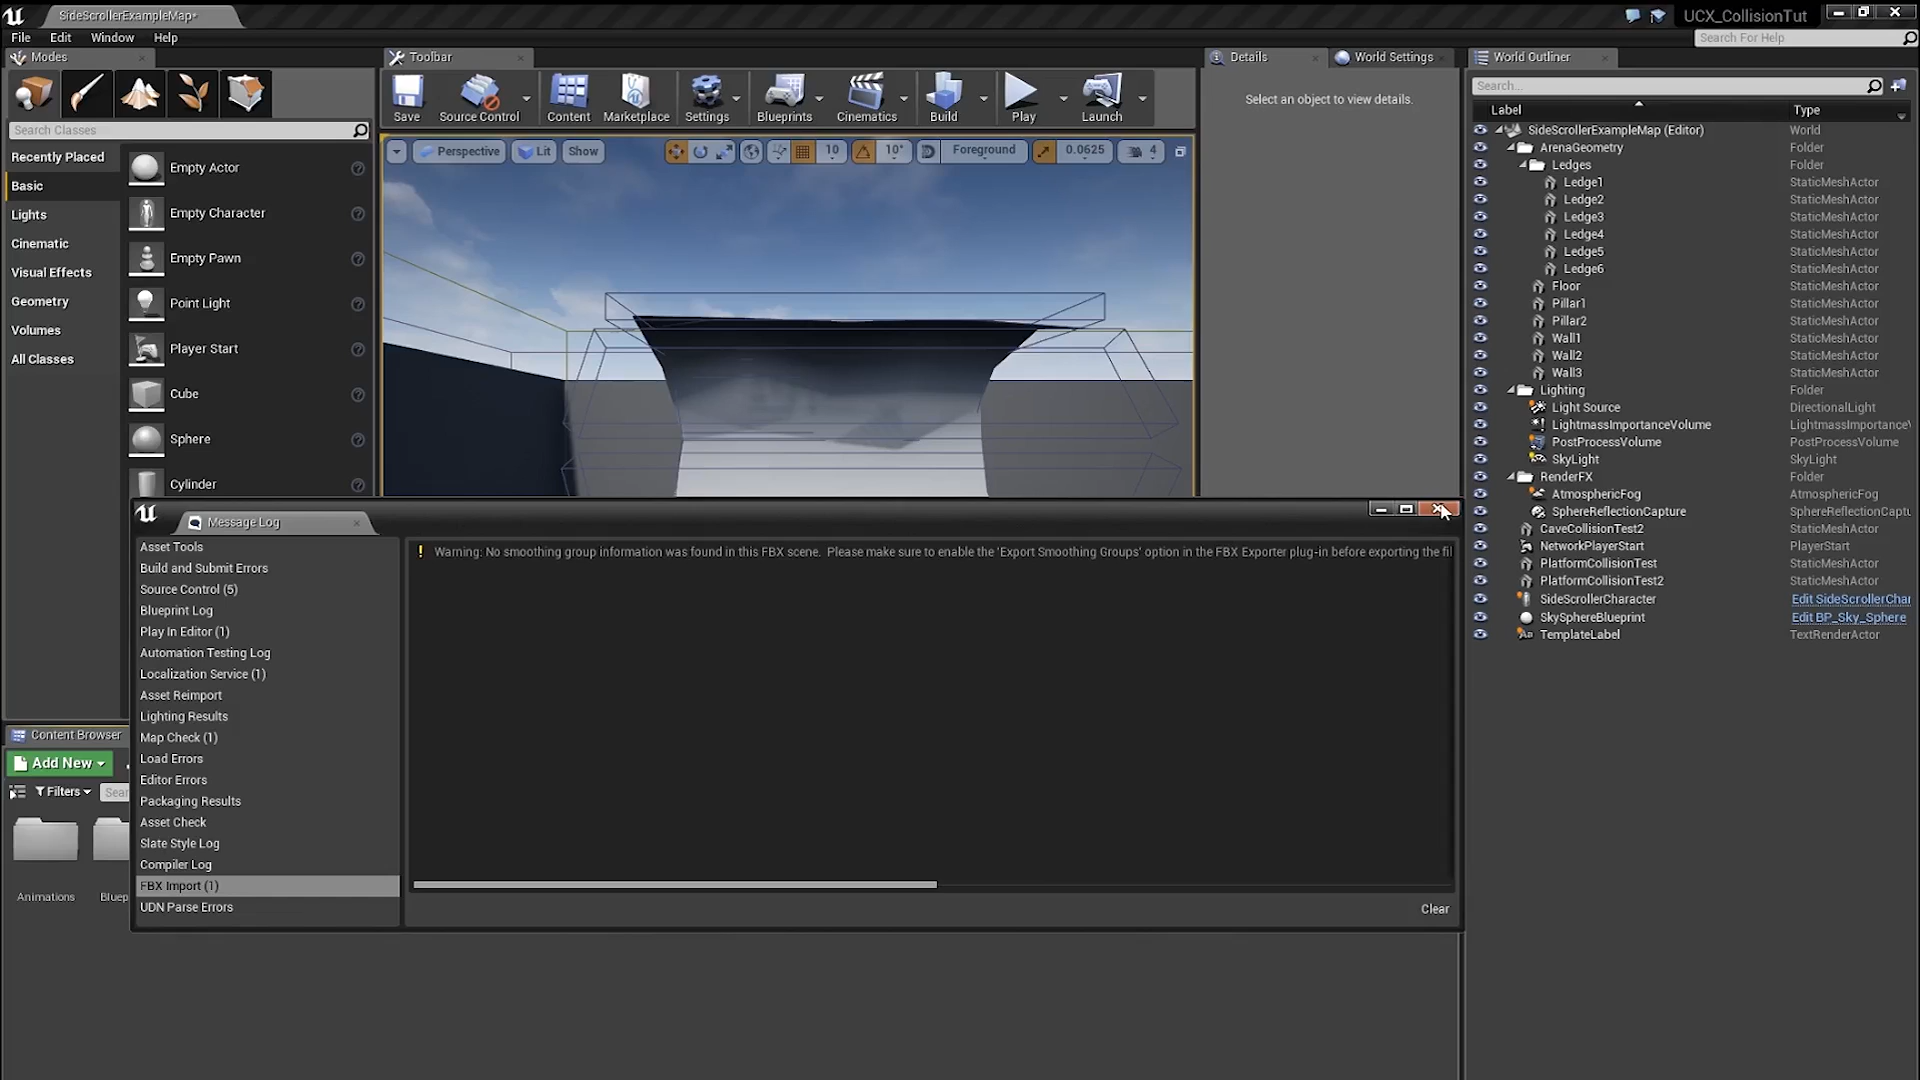 SideScrollerExampleMap*
UCX_CollisionTut
File Edit Window Help
Search For Help
Modes
Toolbar
Details
World Settings
World Outliner
Save
Source Control
Content
Marketplace
Settings
Blueprints
Cinematics
Build
Play
Launch
Select an object to view details.
Search...
Label
Type
Search Classes
Recently Placed
Basic
Lights
Cinematic
Visual Effects
Geometry
Volumes
All Classes
Empty Actor
Empty Character
Empty Pawn
Point Light
Player Start
Cube
Sphere
Cylinder
Perspective
Lit
Show
10
10°
Foreground
0.0625
4
SideScrollerExampleMap (Editor) World
ArenaGeometry Folder
Ledges Folder
Ledge1 StaticMeshActor
Ledge2 StaticMeshActor
Ledge3 StaticMeshActor
Ledge4 StaticMeshActor
Ledge5 StaticMeshActor
Ledge6 StaticMeshActor
Floor StaticMeshActor
Pillar1 StaticMeshActor
Pillar2 StaticMeshActor
Wall1 StaticMeshActor
Wall2 StaticMeshActor
Wall3 StaticMeshActor
Lighting Folder
Light Source DirectionalLight
LightmassImportanceVolume LightmassImportanceV
PostProcessVolume PostProcessVolume
SkyLight SkyLight
RenderFX Folder
AtmosphericFog AtmosphericFog
SphereReflectionCapture SphereReflectionCaptu
CaveCollisionTest2 StaticMeshActor
NetworkPlayerStart PlayerStart
PlatformCollisionTest StaticMeshActor
PlatformCollisionTest2 StaticMeshActor
SideScrollerCharacter Edit SideScrollerChar
SkySphereBlueprint Edit BP_Sky_Sphere
TemplateLabel TextRenderActor
Message Log
Asset Tools
Build and Submit Errors
Source Control (5)
Blueprint Log
Play In Editor (1)
Automation Testing Log
Localization Service (1)
Asset Reimport
Lighting Results
Map Check (1)
Load Errors
Editor Errors
Packaging Results
Asset Check
Slate Style Log
Compiler Log
FBX Import (1)
UDN Parse Errors
Warning: No smoothing group information was found in this FBX scene. Please make sure to enable the 'Export Smoothing Groups' option in the FBX Exporter plug-in before exporting the fil
Clear
Content Browser
Add New
Filters
Sear
Animations
Bluep